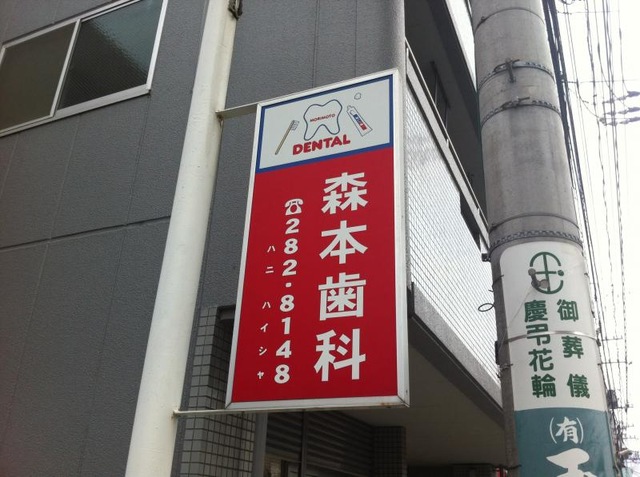 MORIMOTO
DENTAL
森本歯科
☎282・8148
ハニ ハイシャ
御葬儀
慶弔花輪
(有)